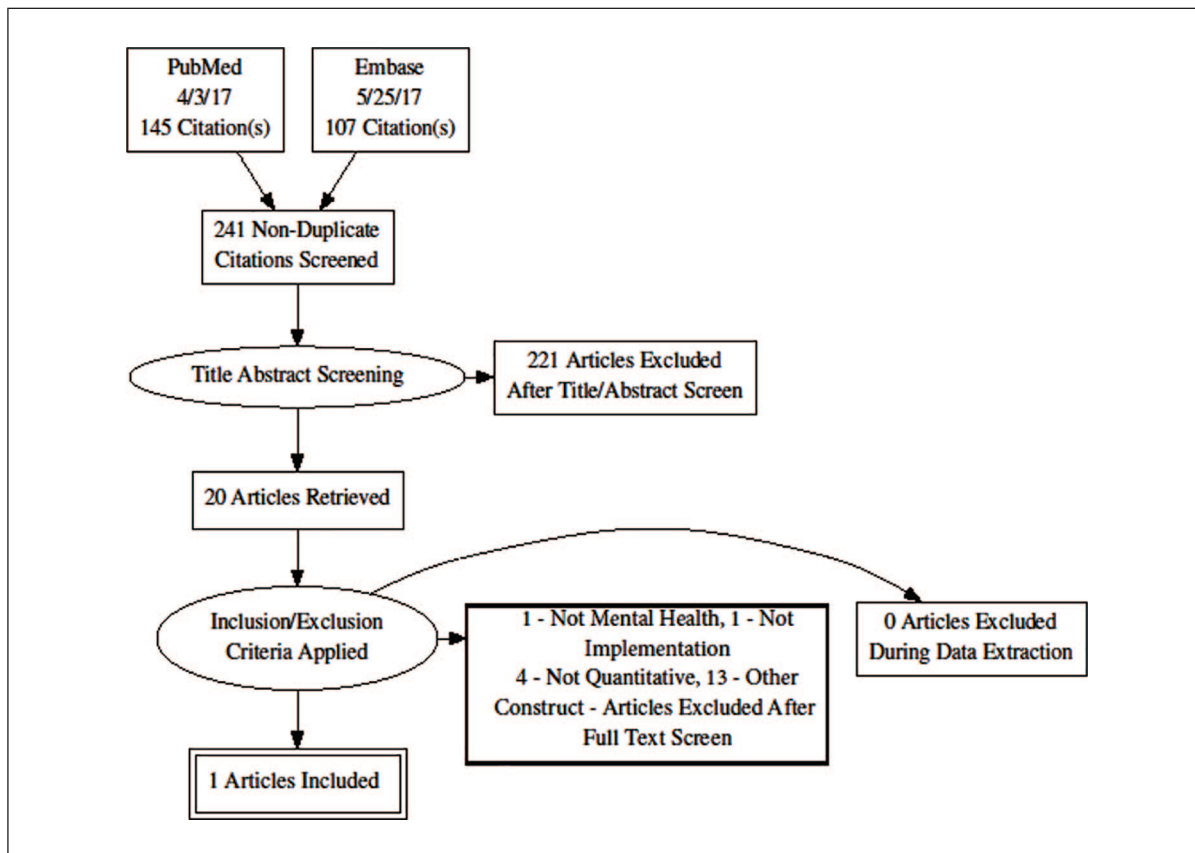 PubMed
4/3/17
145 Citation(s)
Embase
5/25/17
107 Citation(s)
241 Non-Duplicate
Citations Screened
Title Abstract Screening
221 Articles Excluded
After Title/Abstract Screen
20 Articles Retrieved
Inclusion/Exclusion
Criteria Applied
1 - Not Mental Health, 1 - Not
Implementation
4 - Not Quantitative, 13 - Other
Construct - Articles Excluded After
Full Text Screen
0 Articles Excluded
During Data Extraction
1 Articles Included